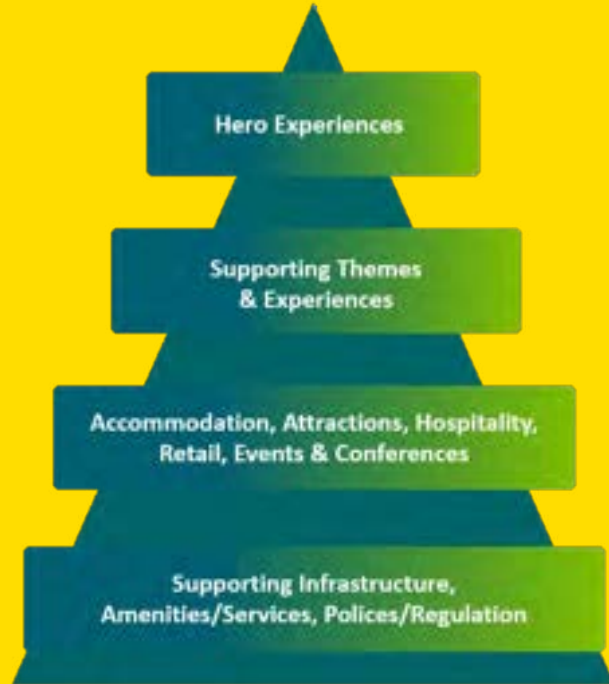 Hero Experiences
Supporting Themes
& Experiences
Accommodation, Attractions, Hospitality,
Retail, Events & Conferences
Supporting Infrastructure,
Amenities/Services, Polices/Regulation